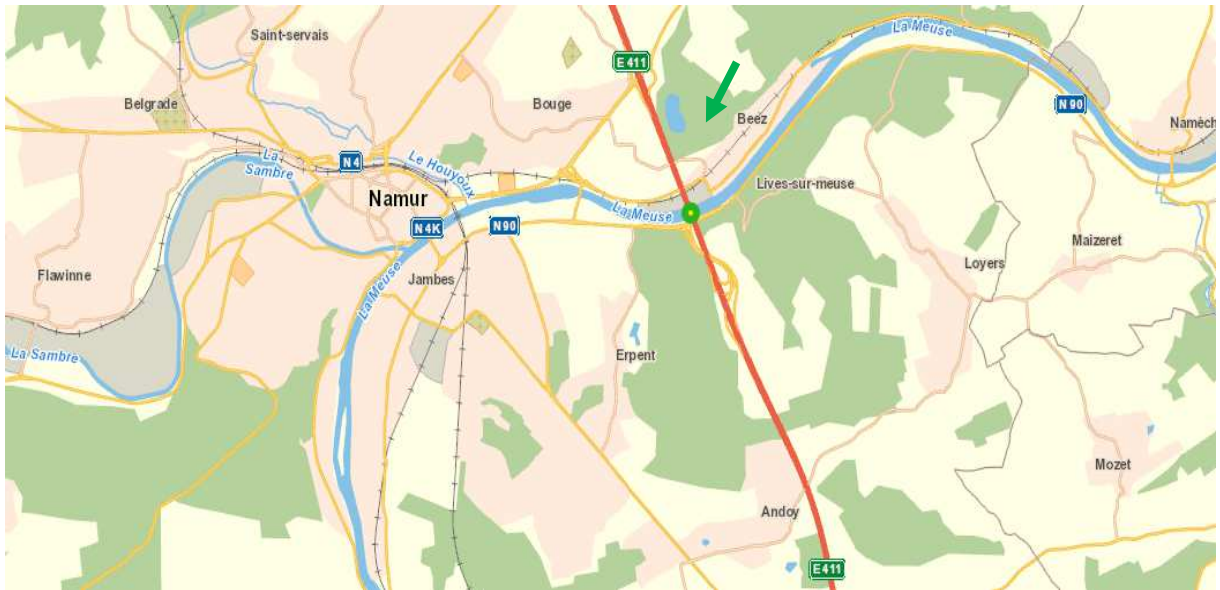 Saint-servais
E411
La Meuse
Belgrade
Bouge
N90
Beez
Namèch
La
Sambre
N4
Le Houyoux
Lives-sur-meuse
Namur
La Meuse
N4K
N90
Maizeret
Loyers
Flawinne
La Meuse
Jambes
La Sambre
Erpent
Mozet
Andoy
E411